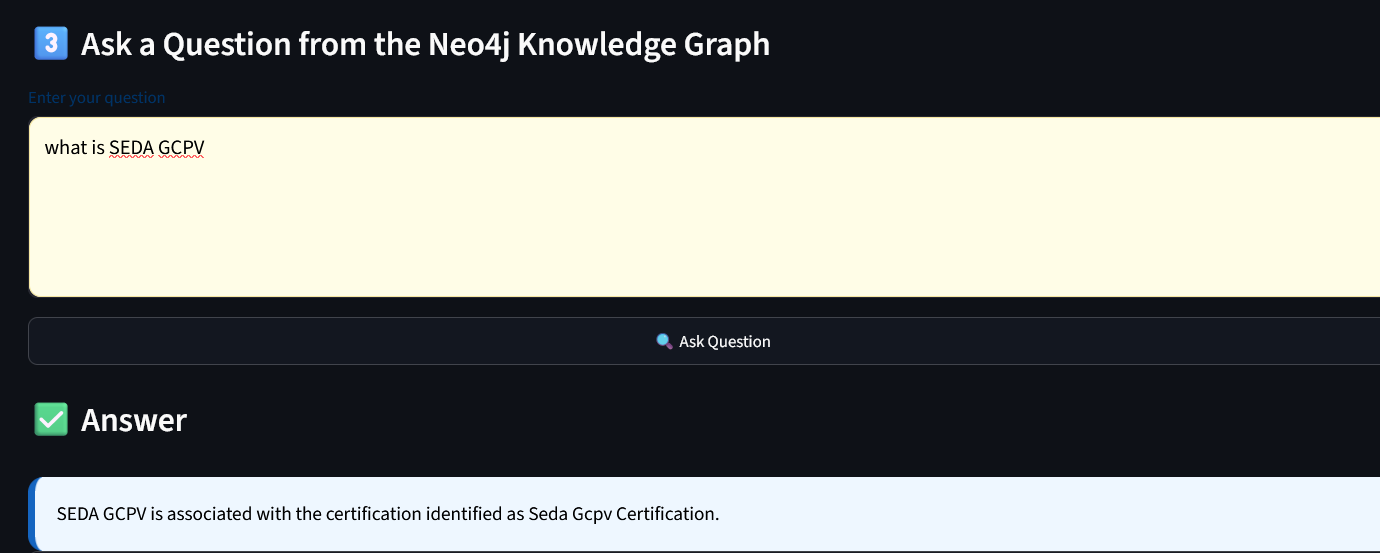 3 Ask a Question from the Neo4j Knowledge Graph
Enter your question
what is SEDA GCPV
Ask Question
Answer
SEDA GCPV is associated with the certification identified as Seda Gcpv Certification.